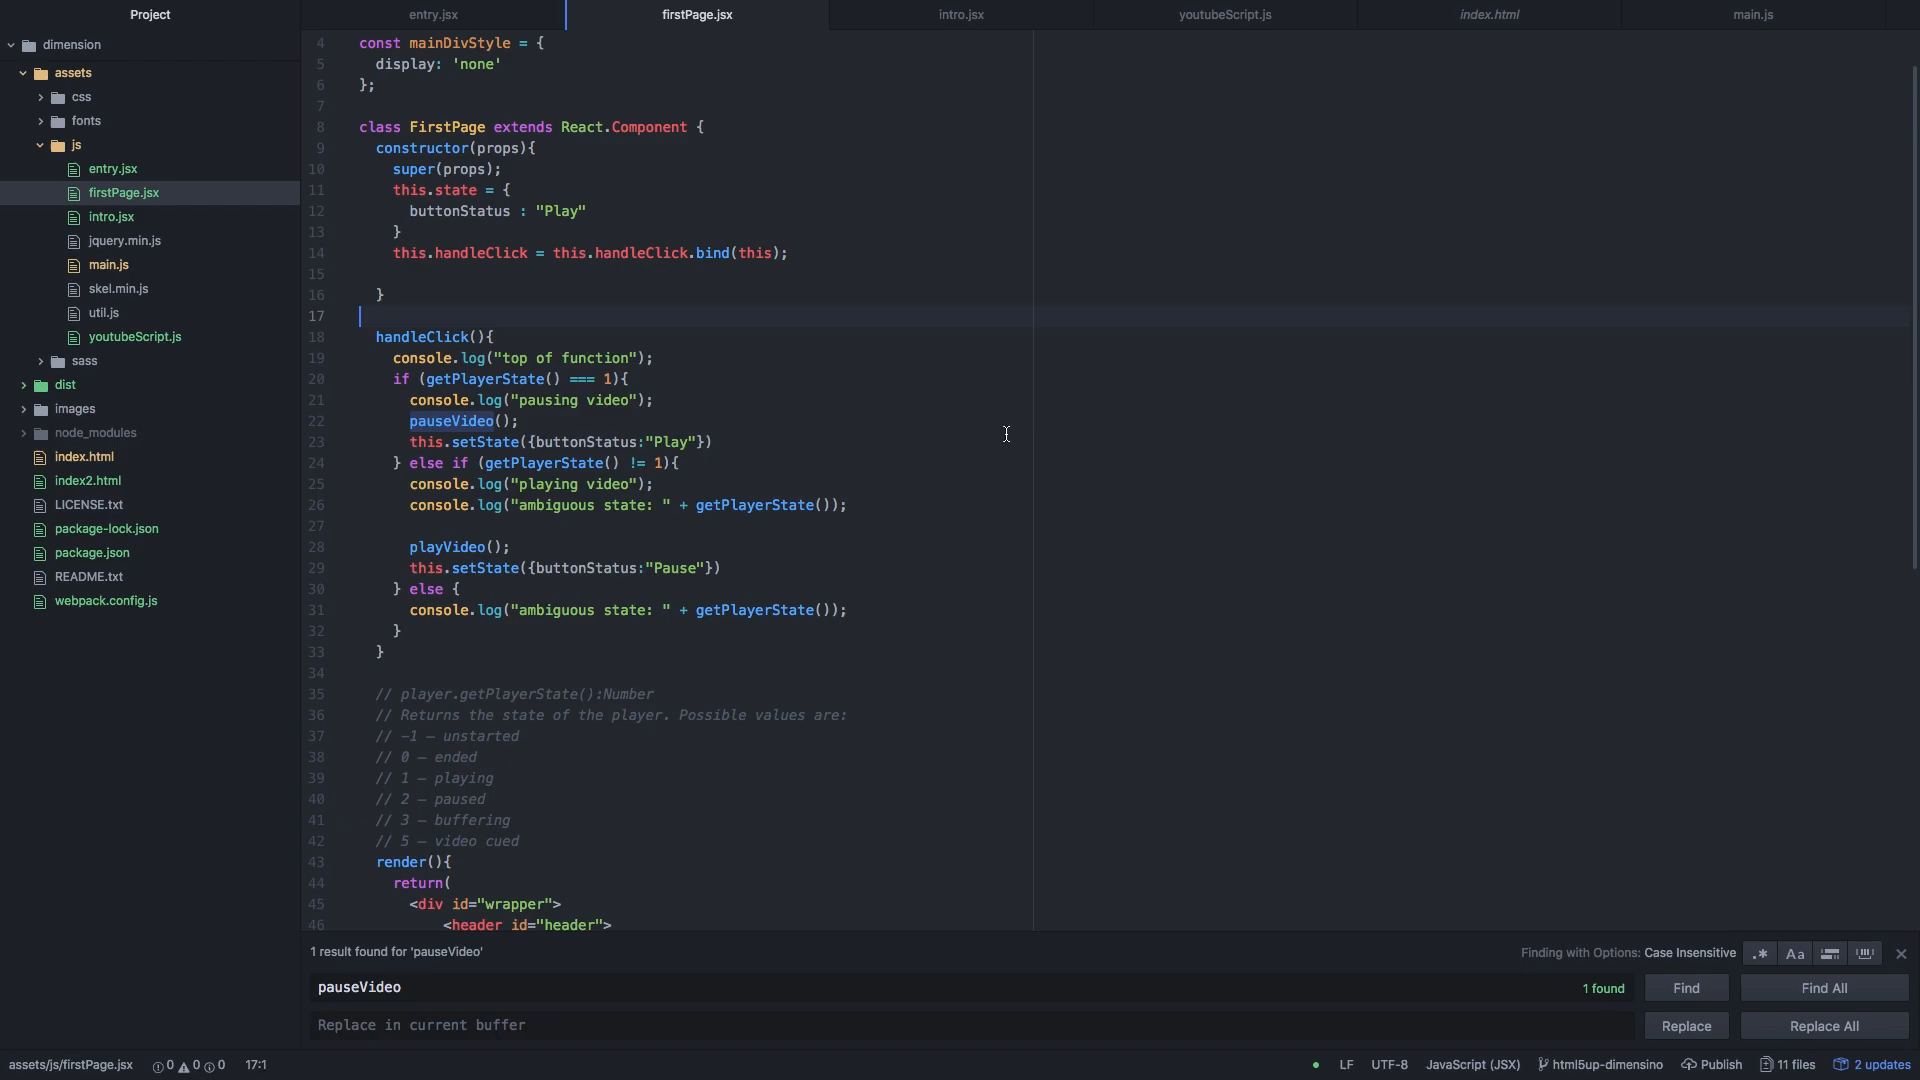 Project
entry.jsx
firstPage.jsx
intro.jsx
youtubeScript.js
index.html
main.js
dimension
assets
css
fonts
js
entry.jsx
firstPage.jsx
intro.jsx
jquery.min.js
main.js
skel.min.js
util.js
youtubeScript.js
sass
dist
images
node_modules
index.html
index2.html
LICENSE.txt
package-lock.json
package.json
README.txt
webpack.config.js
4 const mainDivStyle = {
5 display: 'none'
6 };
7
8 class FirstPage extends React.Component {
9 constructor(props){
10 super(props);
11 this.state = {
12 buttonStatus : "Play"
13 }
14 this.handleClick = this.handleClick.bind(this);
15
16 }
17
18 handleClick(){
19 console.log("top of function");
20 if (getPlayerState() === 1){
21 console.log("pausing video");
22 pauseVideo();
23 this.setState({buttonStatus:"Play"})
24 } else if (getPlayerState() != 1){
25 console.log("playing video");
26 console.log("ambiguous state: " + getPlayerState());
27
28 playVideo();
29 this.setState({buttonStatus:"Pause"})
30 } else {
31 console.log("ambiguous state: " + getPlayerState());
32 }
33 }
34
35 // player.getPlayerState():Number
36 // Returns the state of the player. Possible values are:
37 // -1 – unstarted
38 // 0 – ended
39 // 1 – playing
40 // 2 – paused
41 // 3 – buffering
42 // 5 – video cued
43 render(){
44 return(
45 <div id="wrapper">
46 <header id="header">
1 result found for 'pauseVideo'
Finding with Options: Case Insensitive
.* Aa
pauseVideo
1 found
Find
Find All
Replace in current buffer
Replace
Replace All
assets/js/firstPage.jsx
0 0 0
17:1
LF
UTF-8
JavaScript (JSX)
html5up-dimensino
Publish
11 files
2 updates